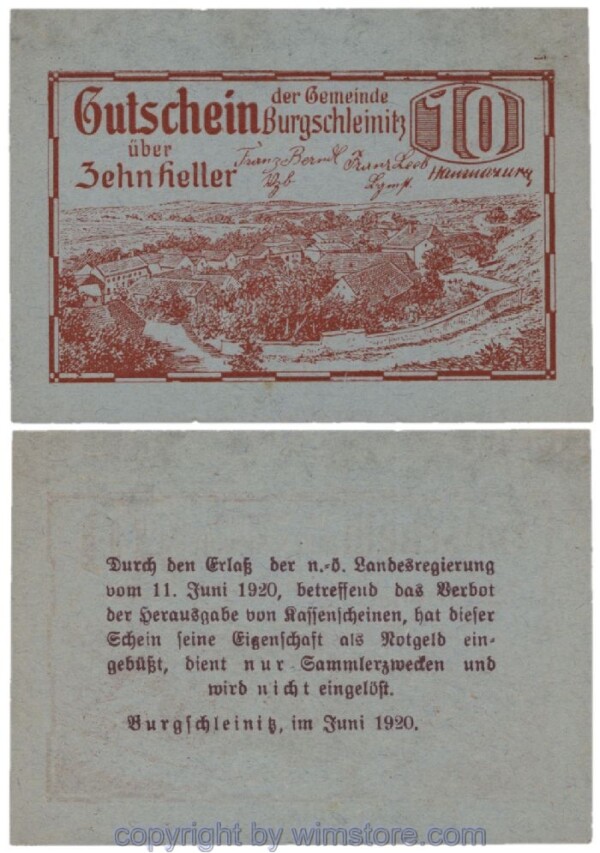 Gutschein der Gemeinde Burgschleinitz 10
über
Zehn Heller
Franz Leeb
Durch den Erlaß der n.-ö. Landesregierung
vom 11. Juni 1920, betreffend das Verbot
der Herausgabe von Kassenscheinen, hat dieser
Schein seine Eigenschaft als Notgeld ein-
gebüßt, dient nur Sammlerzwecken und
wird nicht eingelöst.
Burgschleinitz, im Juni 1920.
copyright by wimstore.com